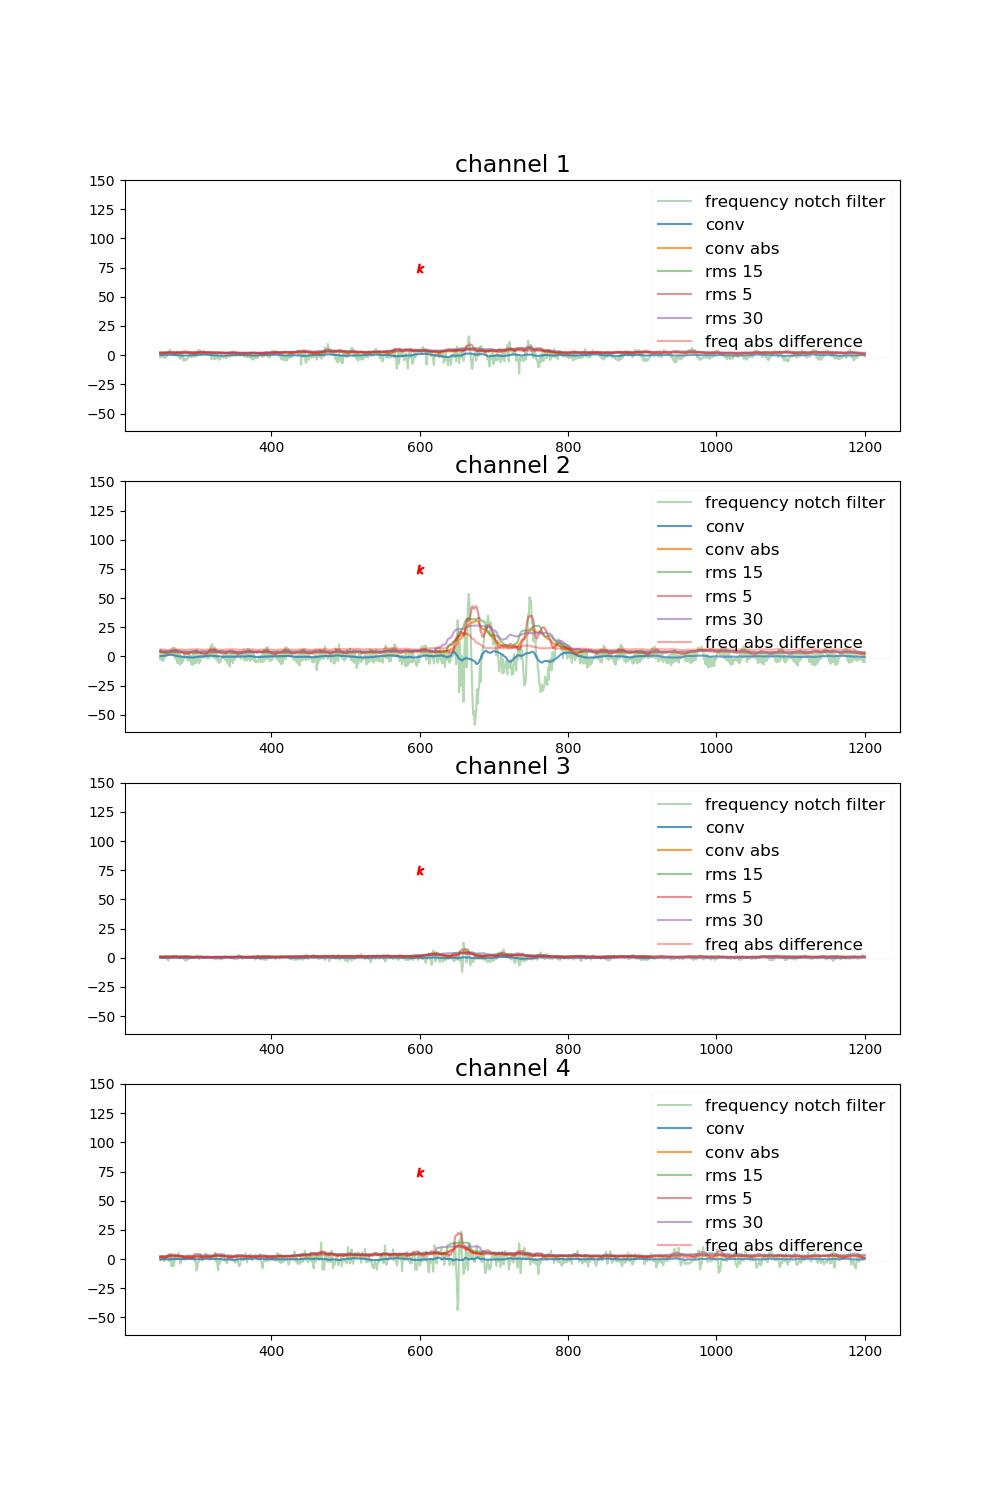 channel 1
150
125
100
75
50
25
0
−25
−50
k
frequency notch filter
conv
conv abs
rms 15
rms 5
rms 30
freq abs difference
400 600 800 1000 1200
channel 2
150
125
100
75
50
25
0
−25
−50
k
frequency notch filter
conv
conv abs
rms 15
rms 5
rms 30
freq abs difference
400 600 800 1000 1200
channel 3
150
125
100
75
50
25
0
−25
−50
k
frequency notch filter
conv
conv abs
rms 15
rms 5
rms 30
freq abs difference
400 600 800 1000 1200
channel 4
150
125
100
75
50
25
0
−25
−50
k
frequency notch filter
conv
conv abs
rms 15
rms 5
rms 30
freq abs difference
400 600 800 1000 1200